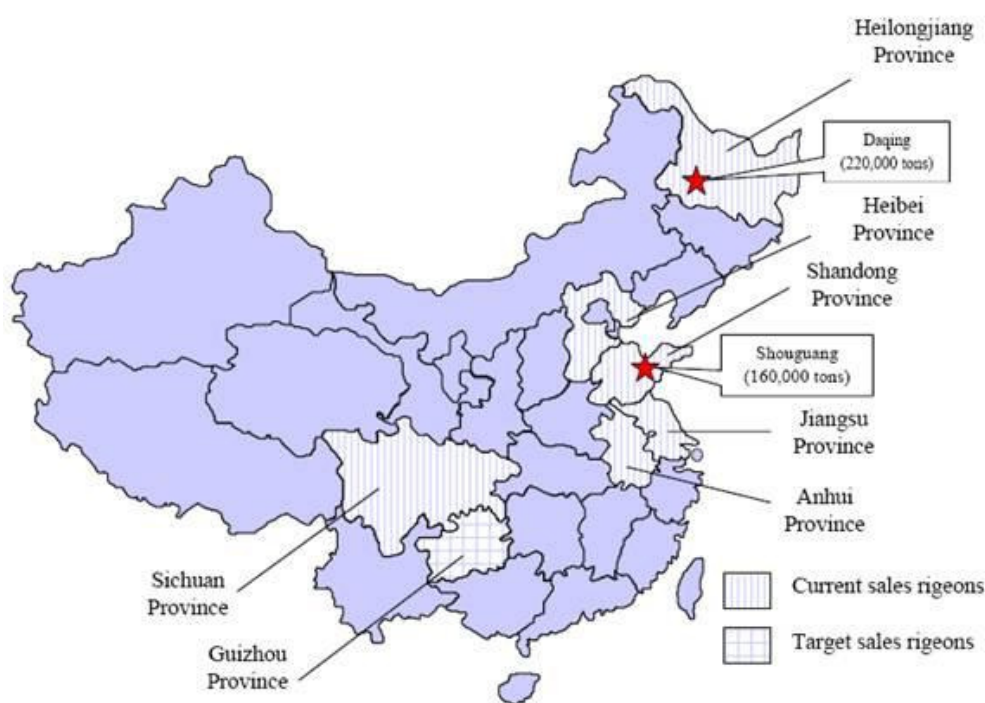 Heilongjiang
Province
Daqing
(220,000 tons)
Heibei
Province
Shandong
Province
Shouguang
(160,000 tons)
Jiangsu
Province
Anhui
Province
Sichuan
Province
Guizhou
Province
Current sales rigeons
Target sales rigeons